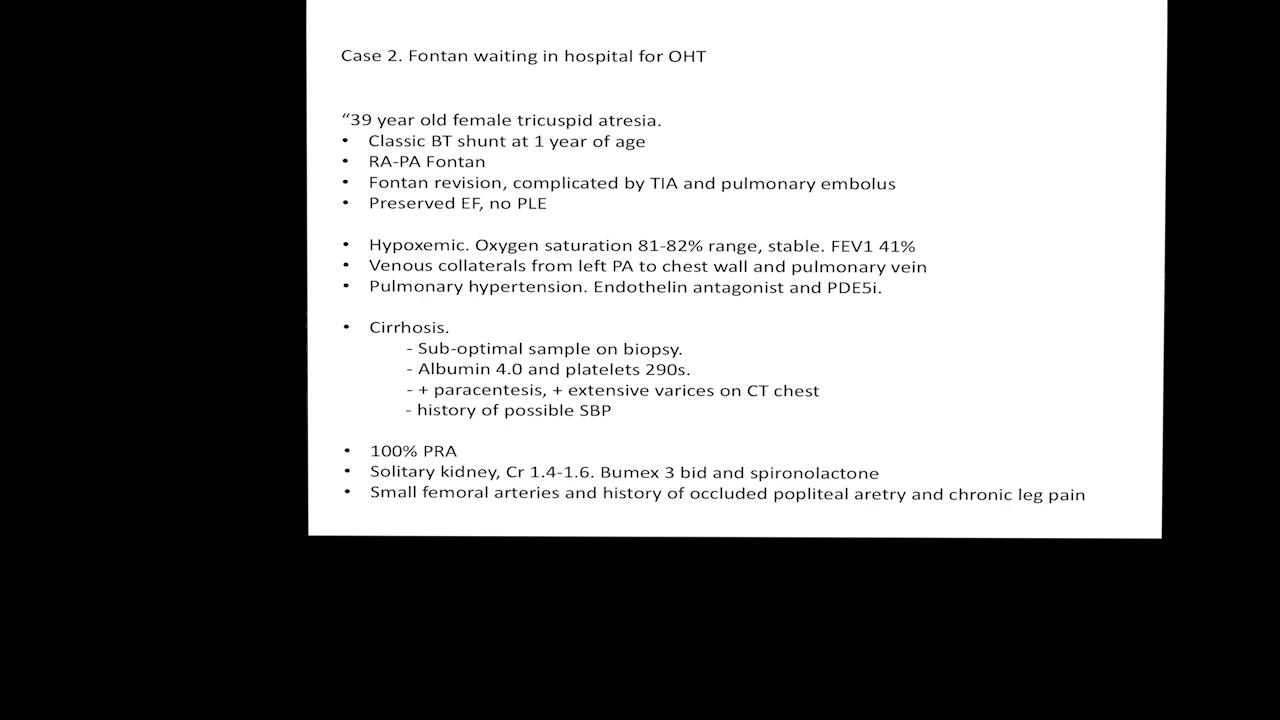 Case 2. Fontan waiting in hospital for OHT
“39 year old female tricuspid atresia.
• Classic BT shunt at 1 year of age
• RA-PA Fontan
• Fontan revision, complicated by TIA and pulmonary embolus
• Preserved EF, no PLE
• Hypoxemic. Oxygen saturation 81-82% range, stable. FEV1 41%
• Venous collaterals from left PA to chest wall and pulmonary vein
• Pulmonary hypertension. Endothelin antagonist and PDE5i.
• Cirrhosis.
- Sub-optimal sample on biopsy.
- Albumin 4.0 and platelets 290s.
- + paracentesis, + extensive varices on CT chest
- history of possible SBP
• 100% PRA
• Solitary kidney, Cr 1.4-1.6. Bumex 3 bid and spironolactone
• Small femoral arteries and history of occluded popliteal aretry and chronic leg pain